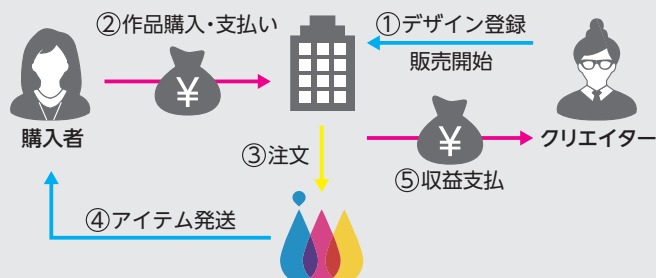 ②作品購入・支払い
①デザイン登録
販売開始
¥
購入者
¥
クリエイター
③注文
⑤収益支払
④アイテム発送